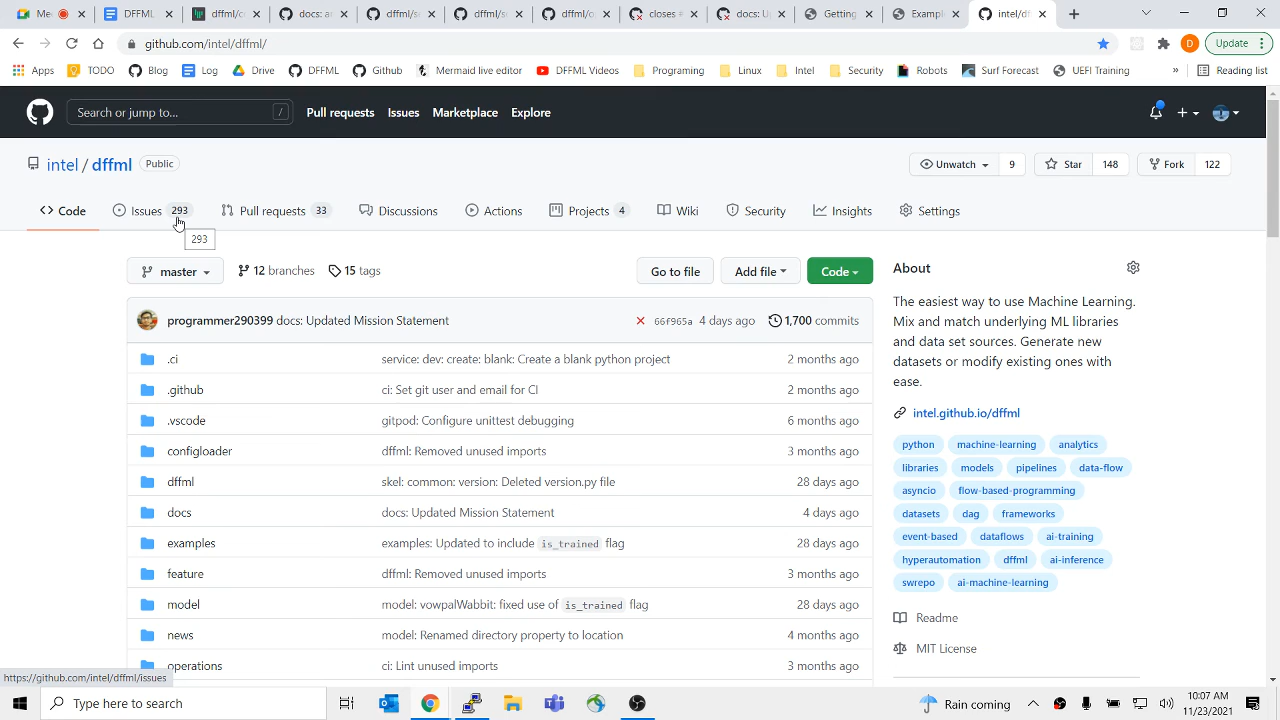 Me
DFFML
dffml/c
docs: a
dffml/s
dffml/s
dffml/o
closes #
docs: U
Getting
Example
intel/df
github.com/intel/dffml/
D
Update
Apps
TODO
Blog
Log
Drive
DFFML
Github
Mermaid live editor
DFFML Videos
Programing
Linux
Intel
Security
Robots
Surf Forecast
UEFI Training
»
Reading list
Search or jump to...
/
Pull requests
Issues
Marketplace
Explore
intel / dffml
Public
Unwatch
9
Star
148
Fork
122
Code
Issues 293
Pull requests 33
Discussions
Actions
Projects 4
Wiki
Security
Insights
Settings
293
master
12 branches
15 tags
Go to file
Add file
Code
programmer290399 docs: Updated Mission Statement
66f965a 4 days ago
1,700 commits
.ci service: dev: create: blank: Create a blank python project 2 months ago
.github ci: Set git user and email for CI 2 months ago
.vscode gitpod: Configure unittest debugging 6 months ago
configloader dffml: Removed unused imports 3 months ago
dffml skel: common: version: Deleted version.py file 28 days ago
docs docs: Updated Mission Statement 4 days ago
examples examples: Updated to include is_trained flag 28 days ago
feature dffml: Removed unused imports 3 months ago
model model: vowpalWabbit: fixed use of is_trained flag 28 days ago
news model: Renamed directory property to location 4 months ago
operations ci: Lint unused imports 3 months ago
About
The easiest way to use Machine Learning.
Mix and match underlying ML libraries
and data set sources. Generate new
datasets or modify existing ones with
ease.
intel.github.io/dffml
python machine-learning analytics
libraries models pipelines data-flow
asyncio flow-based-programming
datasets dag frameworks
event-based dataflows ai-training
hyperautomation dffml ai-inference
swrepo ai-machine-learning
Readme
MIT License
https://github.com/intel/dffml/issues
Type here to search
Rain coming
10:07 AM
11/23/2021